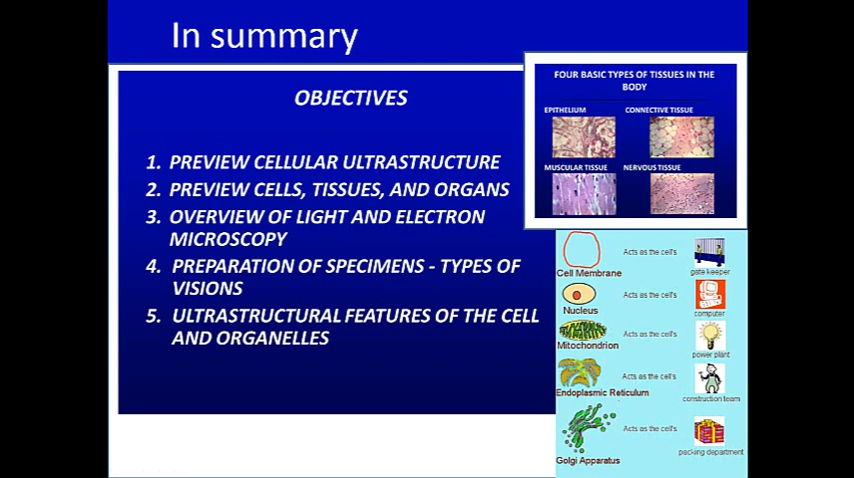 In summary
OBJECTIVES
1. PREVIEW CELLULAR ULTRASTRUCTURE
2. PREVIEW CELLS, TISSUES, AND ORGANS
3. OVERVIEW OF LIGHT AND ELECTRON
MICROSCOPY
4. PREPARATION OF SPECIMENS - TYPES OF
VISIONS
5. ULTRASTRUCTURAL FEATURES OF THE CELL
AND ORGANELLES
FOUR BASIC TYPES OF TISSUES IN THE
BODY
EPITHELIUM CONNECTIVE TISSUE
MUSCULAR TISSUE NERVOUS TISSUE
Acts as the cell's
Cell Membrane gate keeper
Acts as the cell's
Nucleus computer
Acts as the cell's
Mitochondrion
power plant
Acts as the cell's
Endoplasmic Reticulum
construction team
Acts as the cell's
packing department
Golgi Apparatus